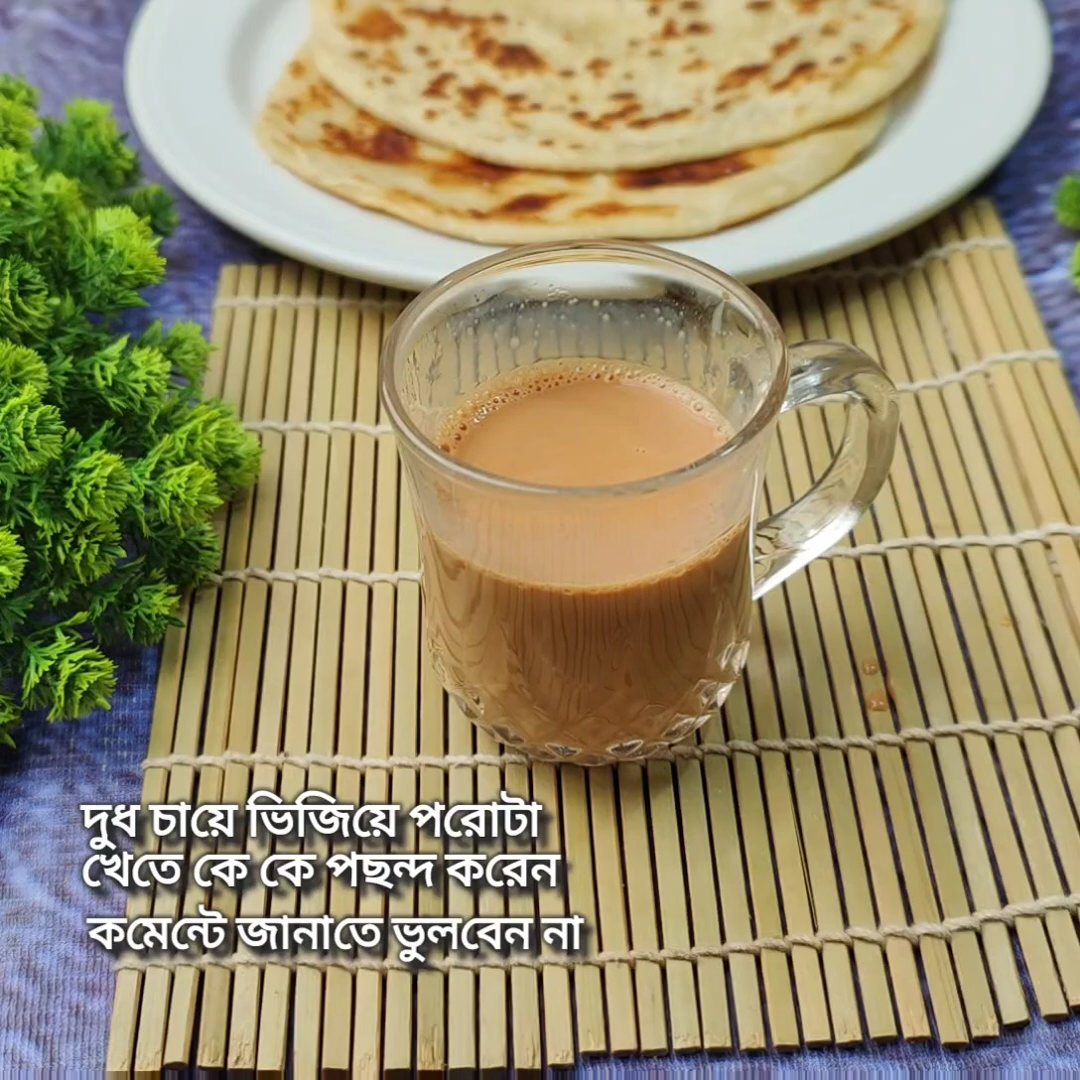 দুধ চায়ে ভিজিয়ে পরোটা
খেতে কে কে পছন্দ করেন
কমেন্টে জানাতে ভুলবেন না